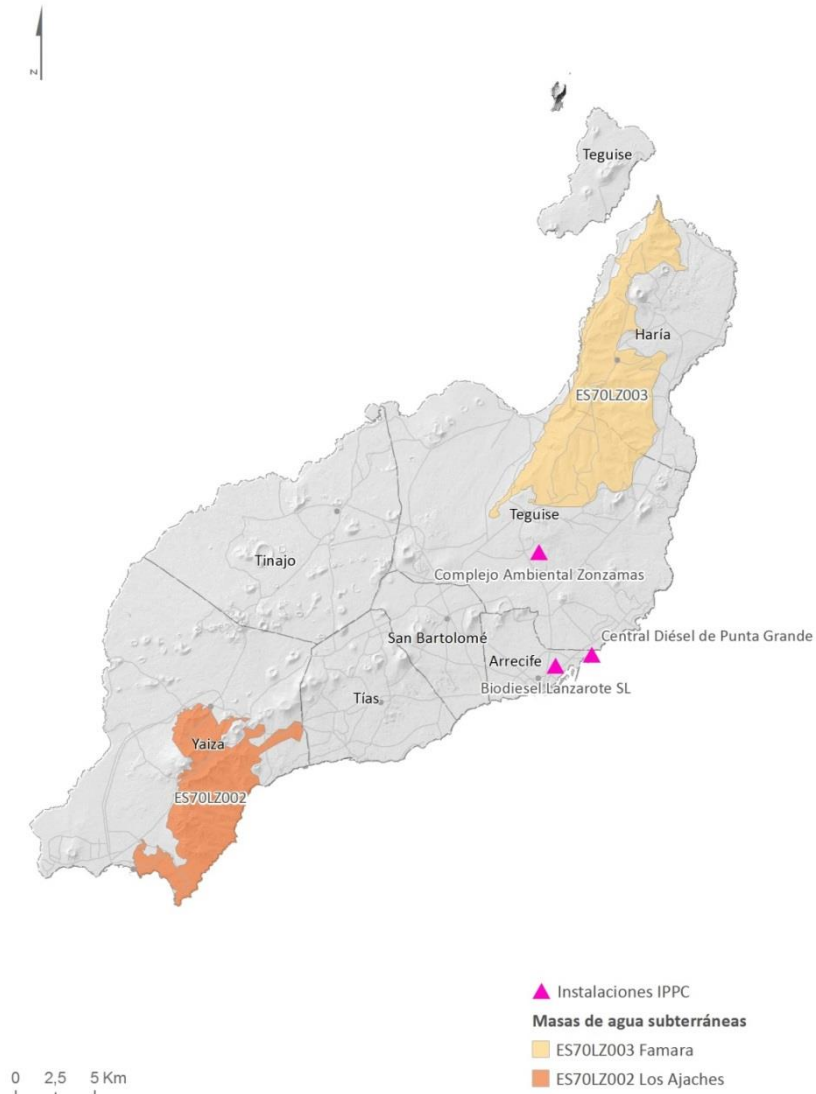 N
Teguise
Haría
ES70LZ003
Teguise
Complejo Ambiental Zonzamas
Tinajo
San Bartolomé
Central Diésel de Punta Grande
Arrecife
Biodiesel Lanzarote SL
Tías
Yaiza
ES70LZ002
Instalaciones IPPC
Masas de agua subterráneas
ES70LZ003 Famara
ES70LZ002 Los Ajaches
0 2,5 5 Km